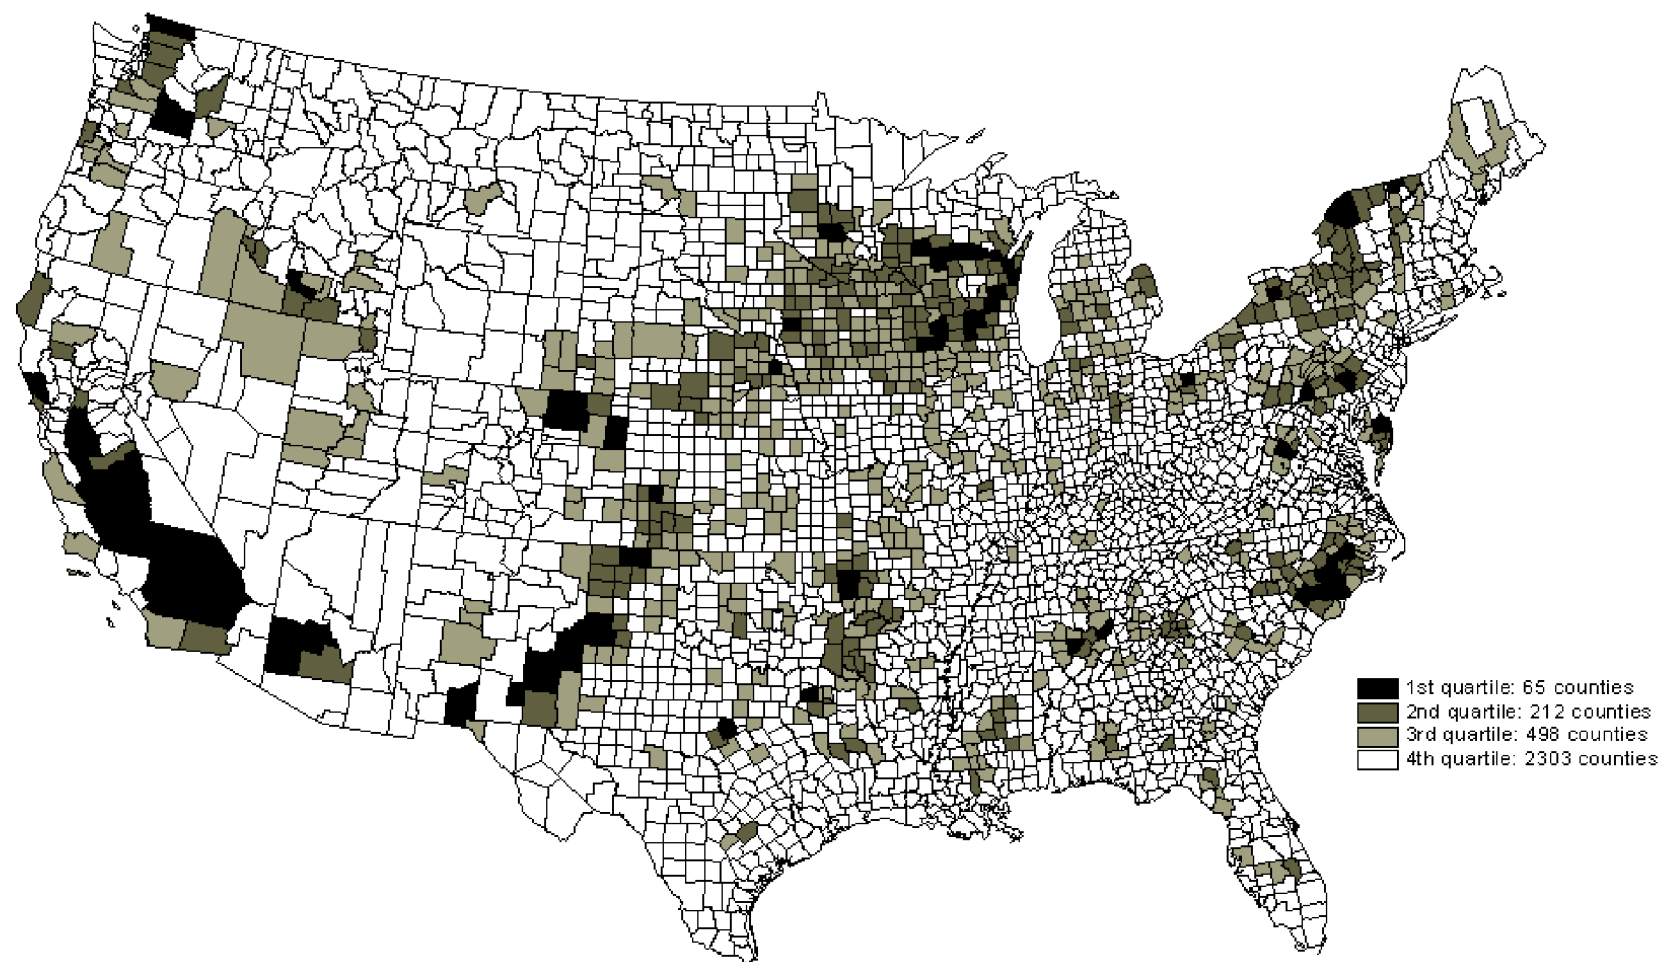 1st quartile: 65 counties
2nd quartile: 212 counties
3rd quartile: 498 counties
4th quartile: 2303 counties